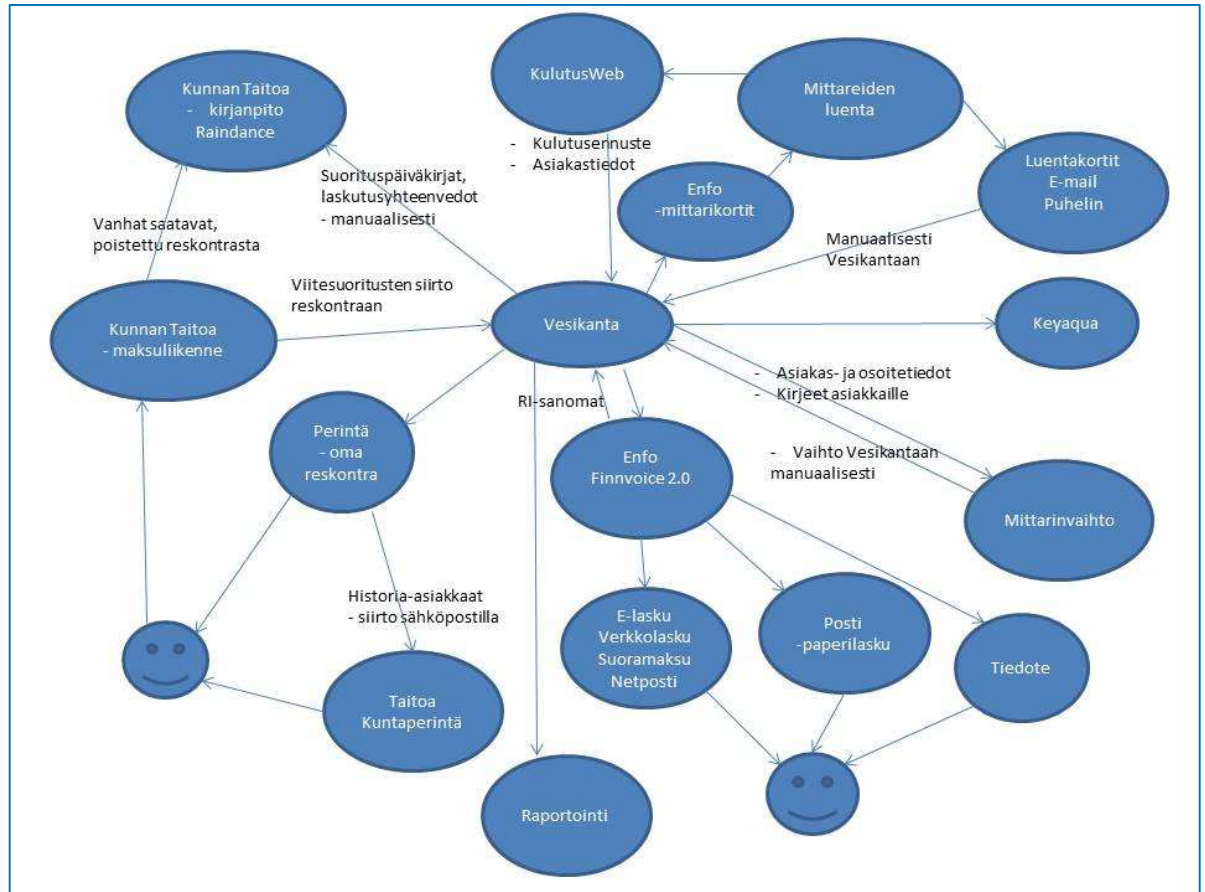 Kunnan Taitoa
- kirjanpito
Raindance
KulutusWeb
Mittareiden
luenta
- Kulutusennuste
- Asiakastiedot
Luentakortit
E-mail
Puhelin
Suorituspäiväkirjat,
laskutusyhteenvedot
- manuaalisesti
Enfo
-mittarikortit
Vanhat saatavat,
poistettu reskontrasta
Manuaalisesti
Vesikantaan
Viitesuoritusten siirto
reskontraan
Kunnan Taitoa
- maksuliikenne
Vesikanta
Keyaqua
- Asiakas- ja osoitetiedot
- Kirjeet asiakkaille
RI-sanomat
Perintä
- oma
reskontra
Enfo
Finnvoice 2.0
- Vaihto Vesikantaan
manuaalisesti
Mittarinvaihto
Historia-asiakkaat
- siirto sähköpostilla
E-lasku
Verkkolasku
Suoramaksu
Netposti
Posti
-paperilasku
Tiedote
Taitoa
Kuntaperintä
Raportointi